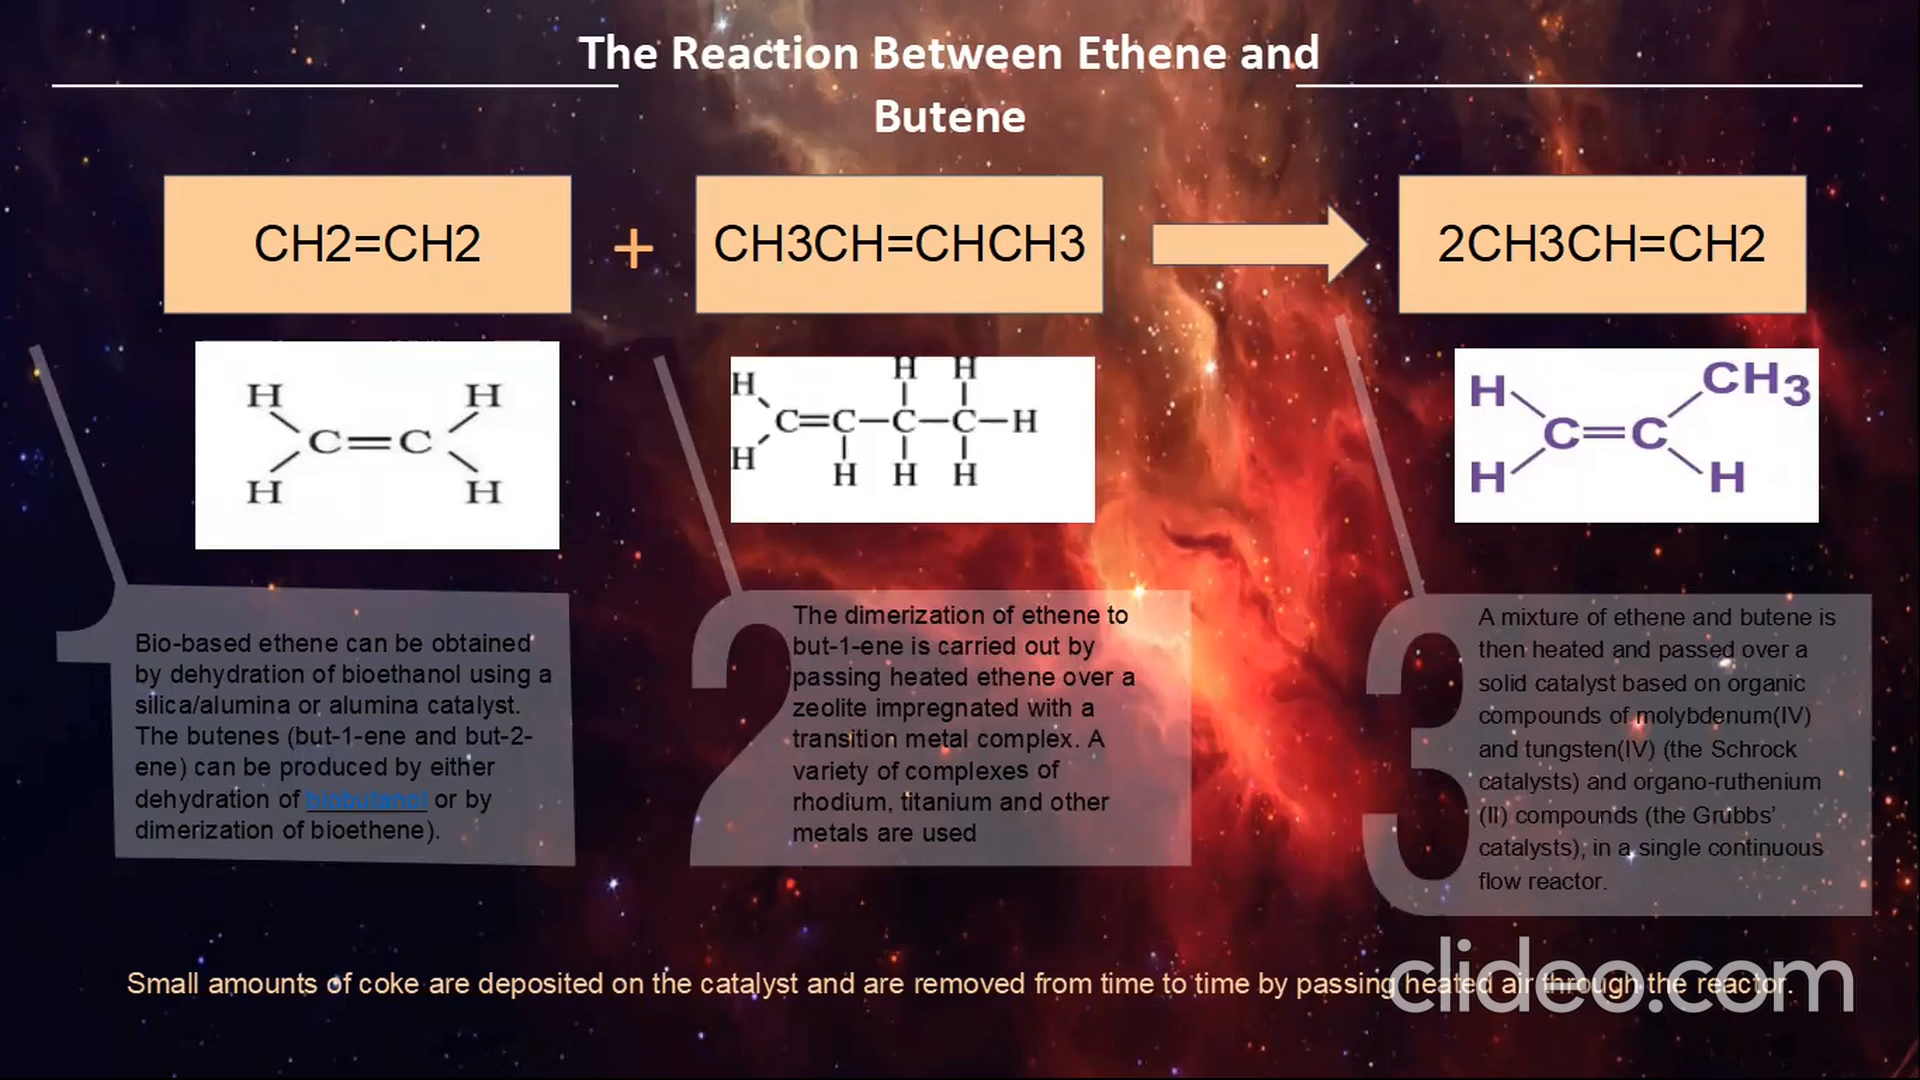 The Reaction Between Ethene and
Butene
CH2=CH2
+
CH3CH=CHCH3
2CH3CH=CH2
H H
C=C
H H
H H H
C=C-C-C-H
H H H H
H CH3
C=C
H H
1
Bio-based ethene can be obtained
by dehydration of bioethanol using a
silica/alumina or alumina catalyst.
The butenes (but-1-ene and but-2-
ene) can be produced by either
dehydration of biobutanol or by
dimerization of bioethene).
2
The dimerization of ethene to
but-1-ene is carried out by
passing heated ethene over a
zeolite impregnated with a
transition metal complex. A
variety of complexes of
rhodium, titanium and other
metals are used
3
A mixture of ethene and butene is
then heated and passed over a
solid catalyst based on organic
compounds of molybdenum(IV)
and tungsten(IV) (the Schrock
catalysts) and organo-ruthenium
(II) compounds (the Grubbs’
catalysts), in a single continuous
flow reactor.
Small amounts of coke are deposited on the catalyst and are removed from time to time by passing heated air through the reactor.
clideo.com